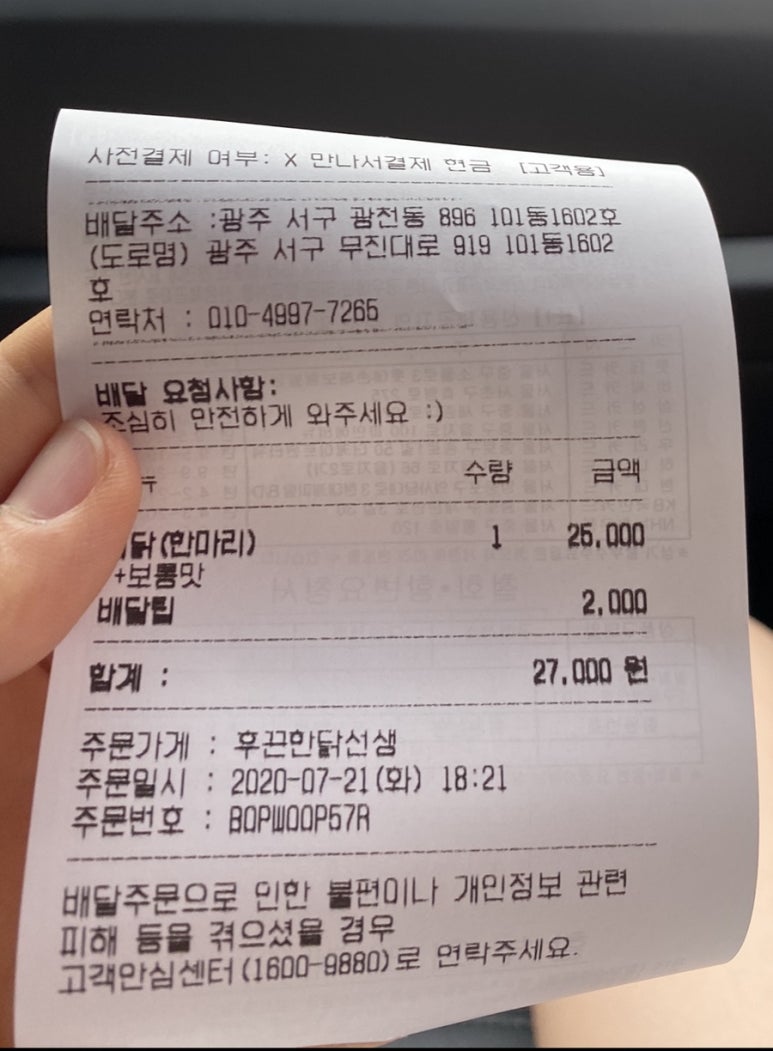 사전결제 여부: X 만나서결제 현금 [고객용]
배달주소 :광주 서구 광천동 896 101동1602호
(도로명) 광주 서구 무진대로 919 101동1602
호
연락처 : 010-4997-7265
배달 요청사항:
조심히 안전하게 와주세요 :)
수량 금액
닭(한마리) 1 25,000
+보통맛
배달팁 2,000
합계 : 27,000 원
주문가게 : 후끈한닭선생
주문일시 : 2020-07-21(화) 18:21
주문번호 : B0PW00P57R
배달주문으로 인한 불편이나 개인정보 관련
피해 등을 겪으셨을 경우
고객안심센터(1600-9880)로 연락주세요.